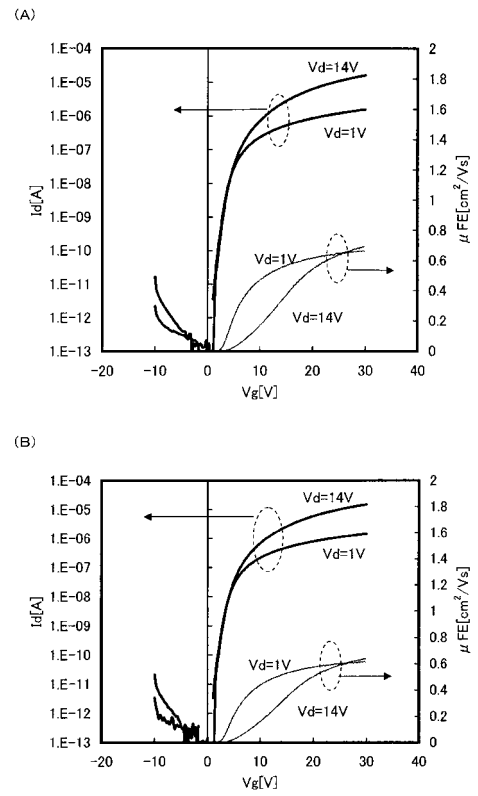 (A)
1.E-04
1.E-05
1.E-06
1.E-07
1.E-08
1.E-09
1.E-10
1.E-11
1.E-12
1.E-13
Id[A]
Vd=14V
Vd=1V
Vd=1V
Vd=14V
2
1.8
1.6
1.4
1.2
1
0.8
0.6
0.4
0.2
0
μFE[cm²/Vs]
-20
-10
0
10
20
30
40
Vg[V]
(B)
1.E-04
1.E-05
1.E-06
1.E-07
1.E-08
1.E-09
1.E-10
1.E-11
1.E-12
1.E-13
Id[A]
Vd=14V
Vd=1V
Vd=1V
Vd=14V
2
1.8
1.6
1.4
1.2
1
0.8
0.6
0.4
0.2
0
μFE[cm²/Vs]
-20
-10
0
10
20
30
40
Vg[V]